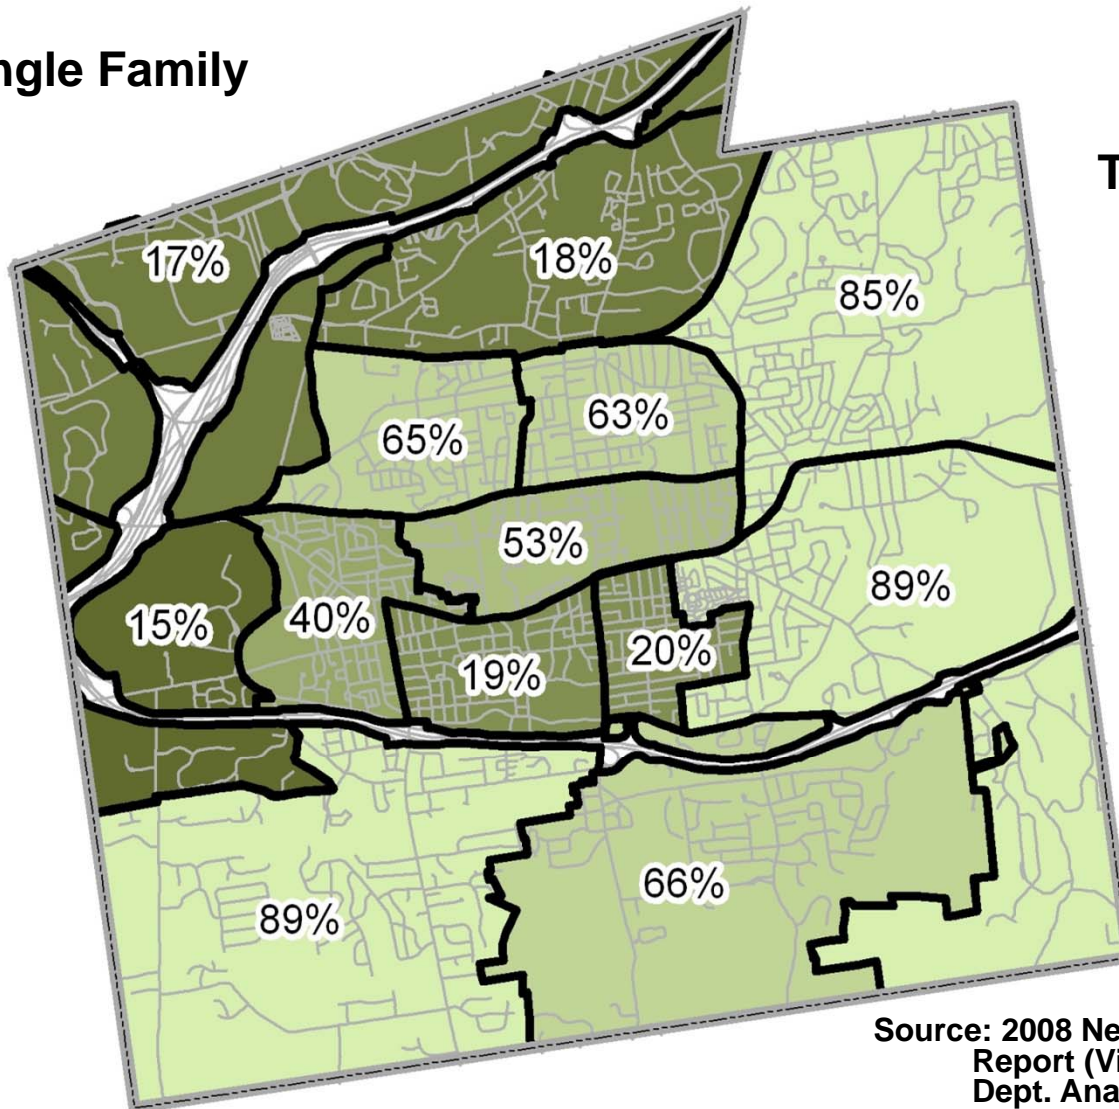 ngle Family
T
17%
18%
85%
65%
63%
53%
89%
15%
40%
19%
20%
66%
89%
Source: 2008 Ne
Report (Vi
Dept. Ana